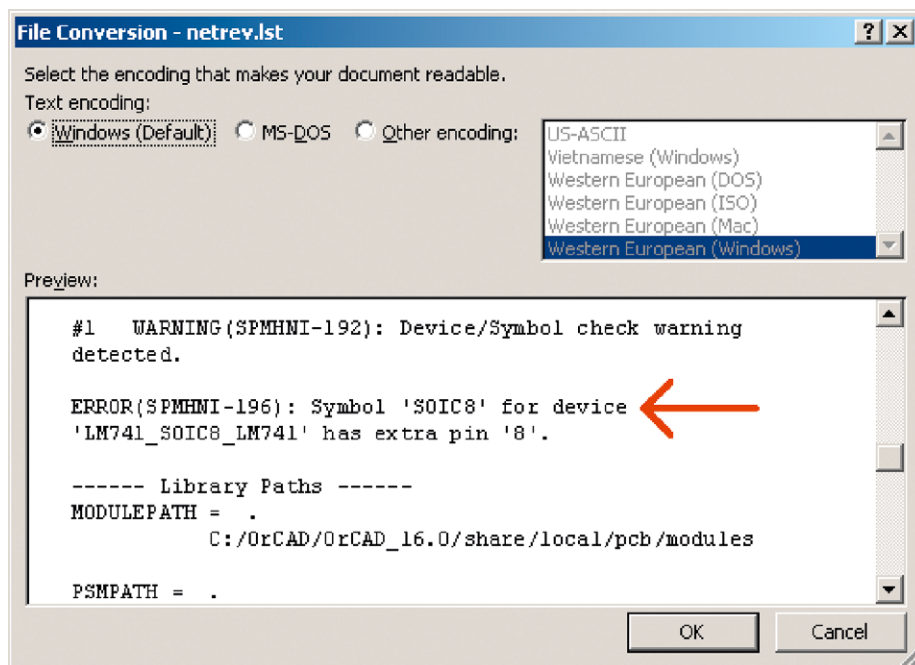 File Conversion - netrev.lst
Select the encoding that makes your document readable.
Text encoding:
Windows (Default) MS-DOS Other encoding:
US-ASCII
Vietnamese (Windows)
Western European (DOS)
Western European (ISO)
Western European (Mac)
Western European (Windows)
Preview:
#1 WARNING(SPMHNI-192): Device/Symbol check warning
detected.
ERROR(SPMHNI-196): Symbol 'SOIC8' for device
'LM741_SOIC8_LM741' has extra pin '8'.
------ Library Paths ------
MODULEPATH = .
C:/OrCAD/OrCAD_16.0/share/local/pcb/modules
PSMPATH = .
OK Cancel